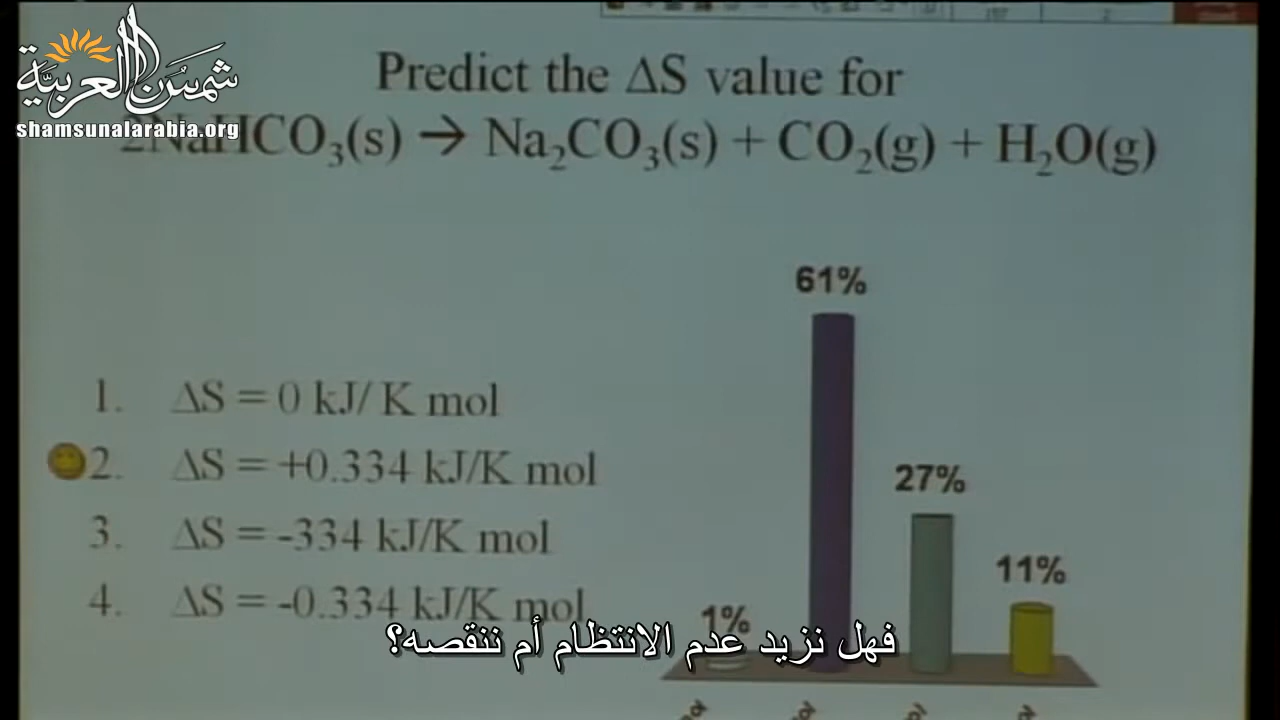 شمس العربية
shamsunalarabia.org
Predict the ΔS value for
2NaHCO₃(s) → Na₂CO₃(s) + CO₂(g) + H₂O(g)
1. ΔS = 0 kJ/ K mol
2. ΔS = +0.334 kJ/K mol
3. ΔS = -334 kJ/K mol
4. ΔS = -0.334 kJ/K mol
61%
27%
11%
1%
فهل نزيد عدم الانتظام أم ننقصه؟